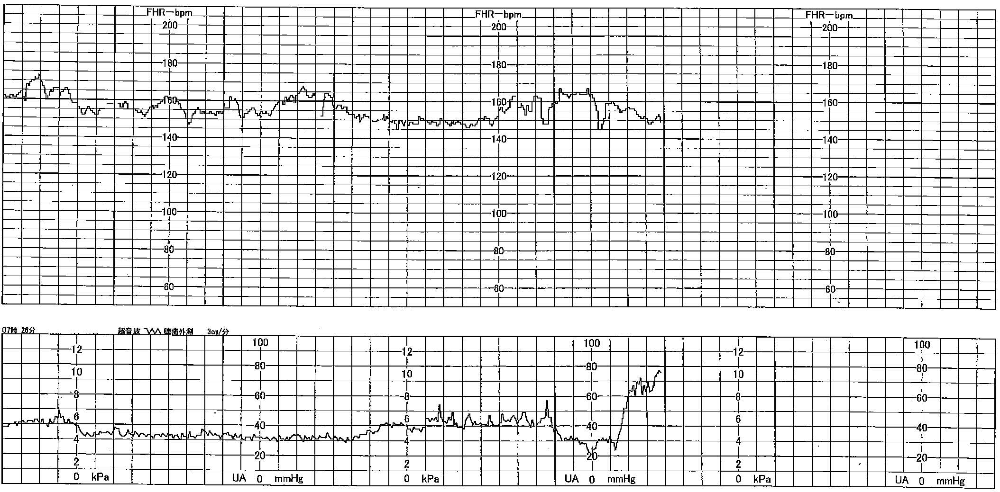 FHR—bpm FHR—bpm FHR—bpm
200 200 200
180 180 180
160 160 160
140 140 140
120 120 120
100 100 100
80 80 80
60 60 60
07時 26分 超音波 陣痛外測 3cm/分
12 100 12 100 12 100
10 80 10 80 10 80
8 60 8 60 8 60
6 40 6 40 6 40
4 4 4
2 20 2 20 2 20
0 kPa UA 0 mmHg 0 kPa UA 0 mmHg 0 kPa UA 0 mmHg